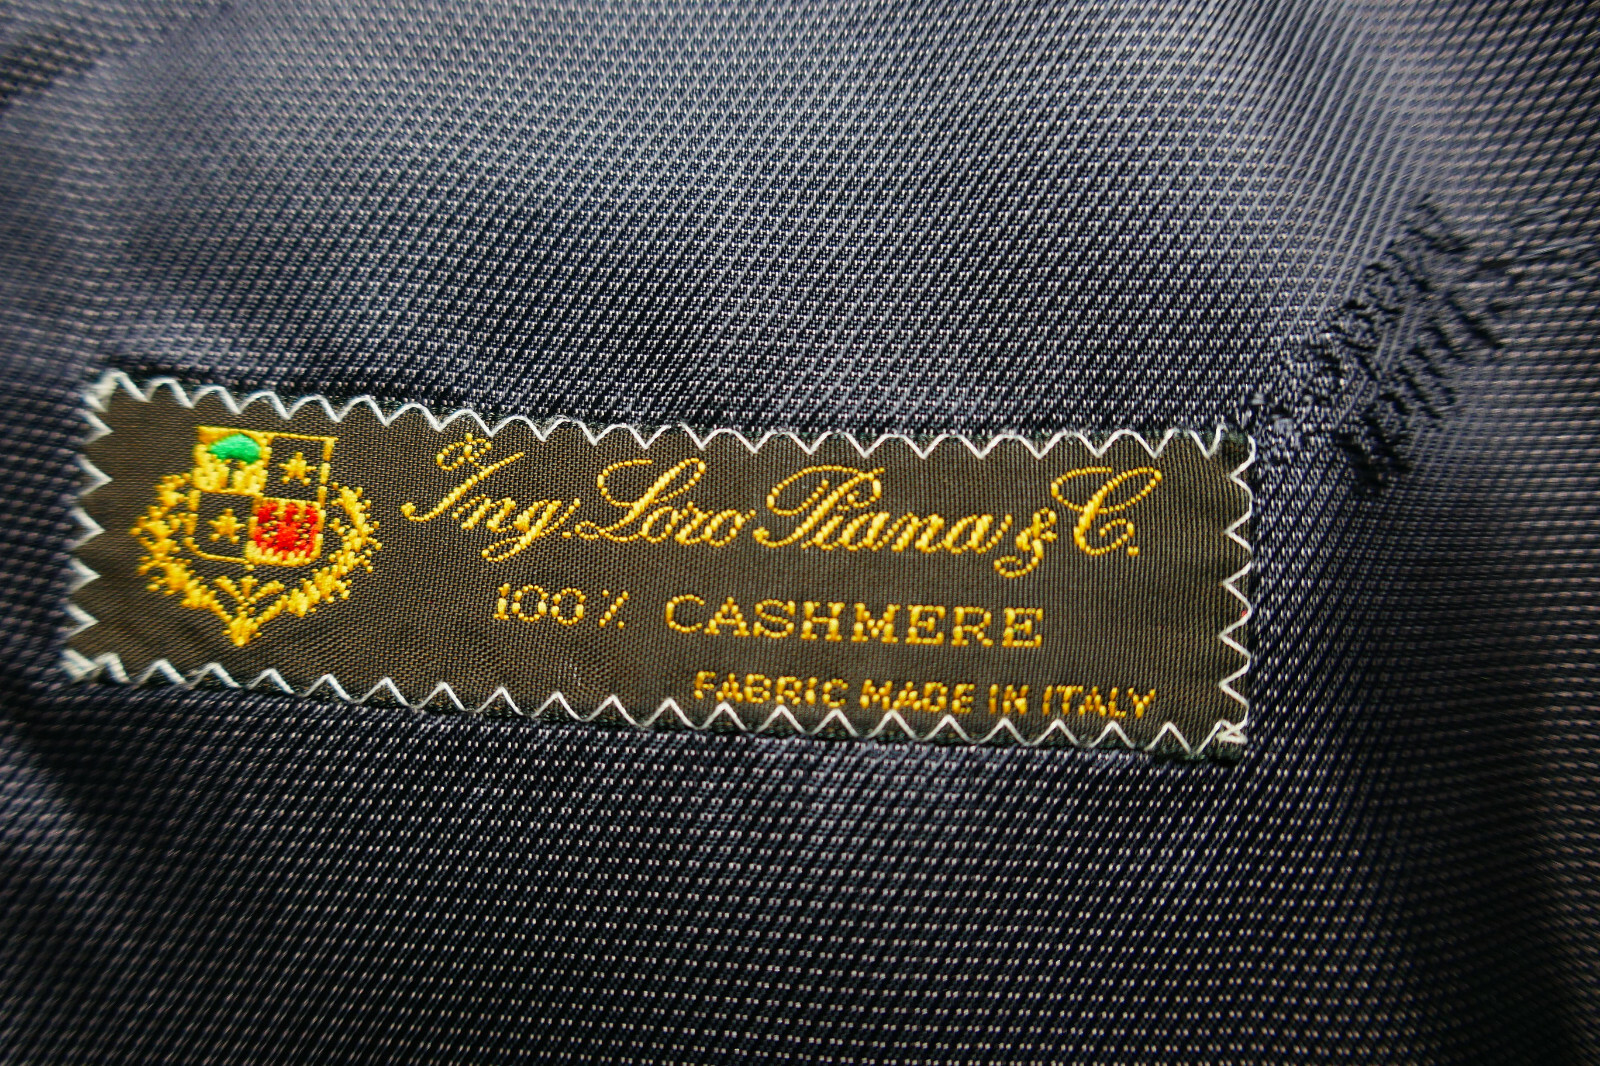 Ing. Loro Piana & C.
100% CASHMERE
FABRIC MADE IN ITALY